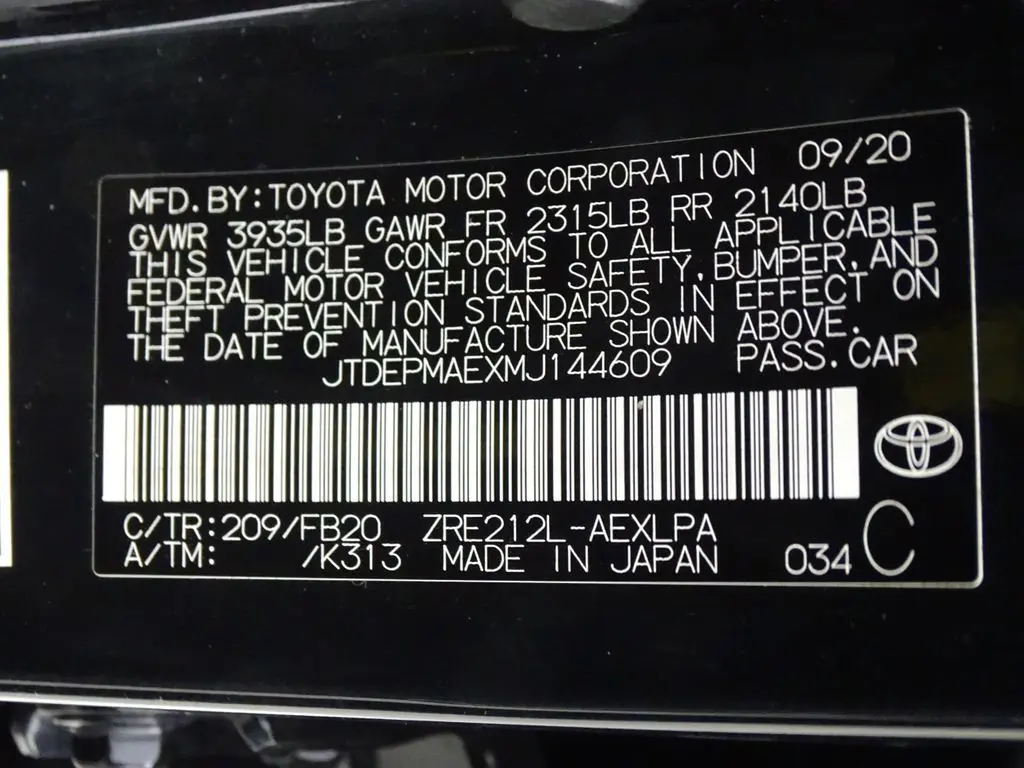 MFD.BY:TOYOTA MOTOR CORPORATION 09/20
GVWR 3935LB GAWR FR 2315LB RR 2140LB
THIS VEHICLE CONFORMS TO ALL APPLICABLE
FEDERAL MOTOR VEHICLE SAFETY,BUMPER,AND
THEFT PREVENTION STANDARDS IN EFFECT ON
THE DATE OF MANUFACTURE SHOWN ABOVE.
JTDEPMAEXMJ144609 PASS.CAR
C/TR:209/FB20 ZRE212L-AEXLPA
A/TM: /K313 MADE IN JAPAN 034 C